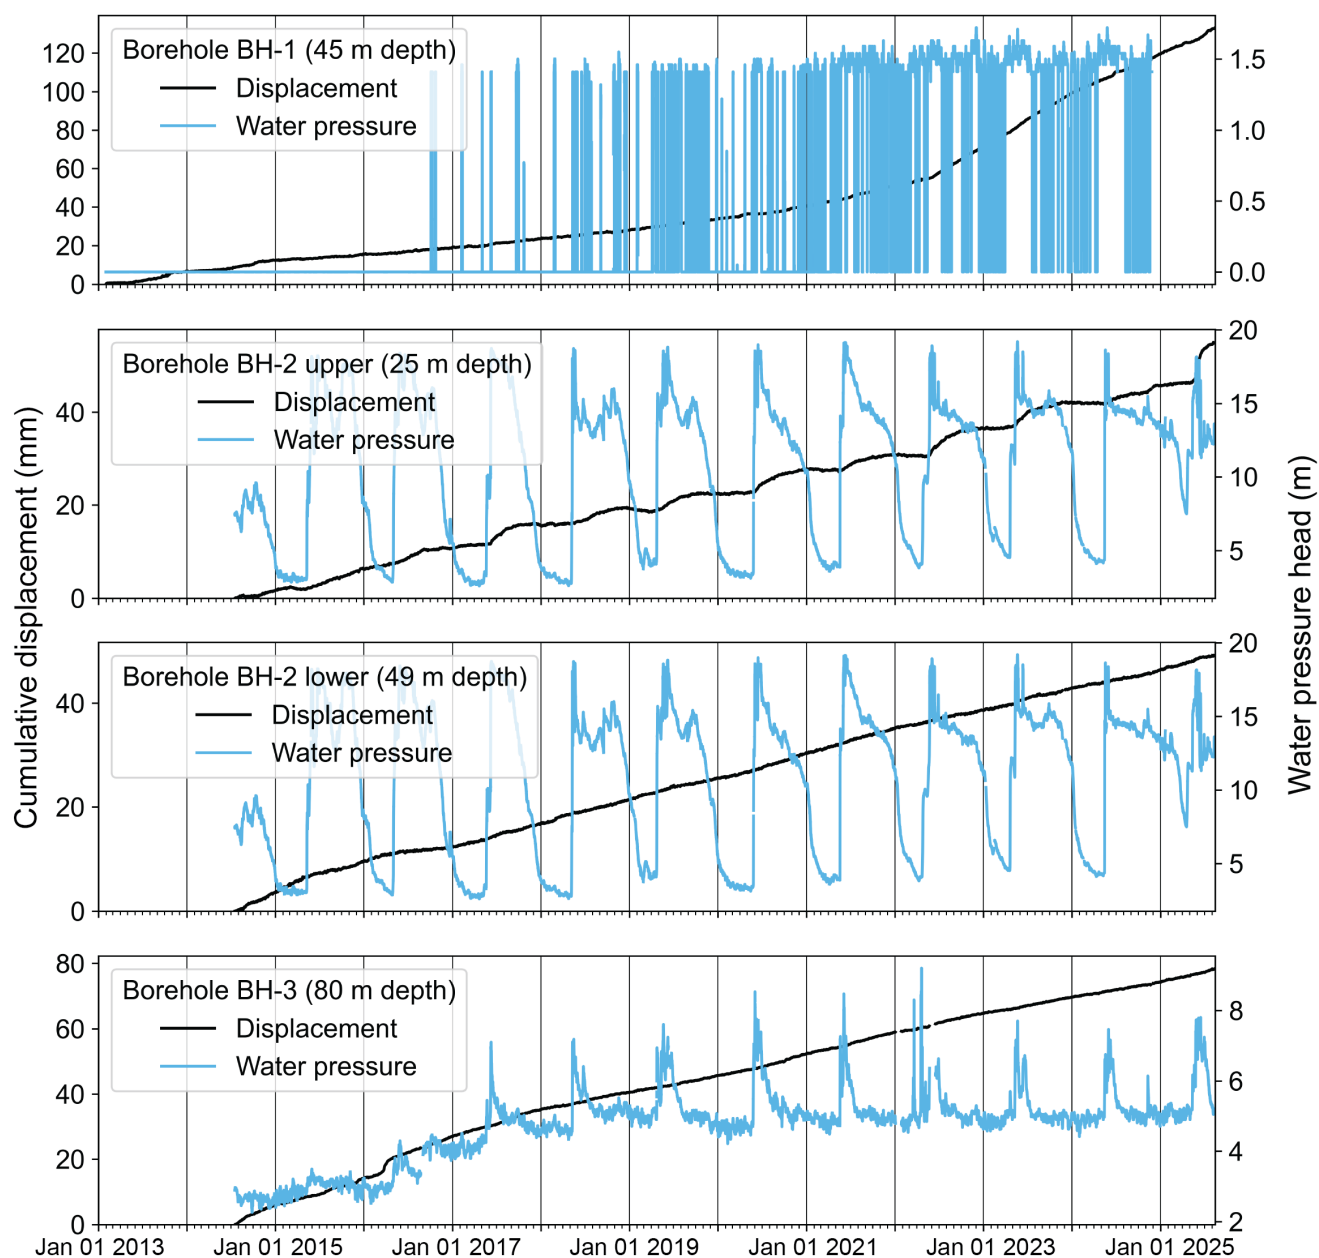 Borehole BH-1 (45 m depth)
Displacement
Water pressure
120
100
80
60
40
20
0
1.5
1.0
0.5
0.0
Borehole BH-2 upper (25 m depth)
Displacement
Water pressure
40
20
0
20
15
10
5
Cumulative displacement (mm)
Water pressure head (m)
Borehole BH-2 lower (49 m depth)
Displacement
Water pressure
40
20
0
20
15
10
5
Borehole BH-3 (80 m depth)
Displacement
Water pressure
80
60
40
20
0
8
6
4
2
Jan 01 2013 Jan 01 2015 Jan 01 2017 Jan 01 2019 Jan 01 2021 Jan 01 2023 Jan 01 2025